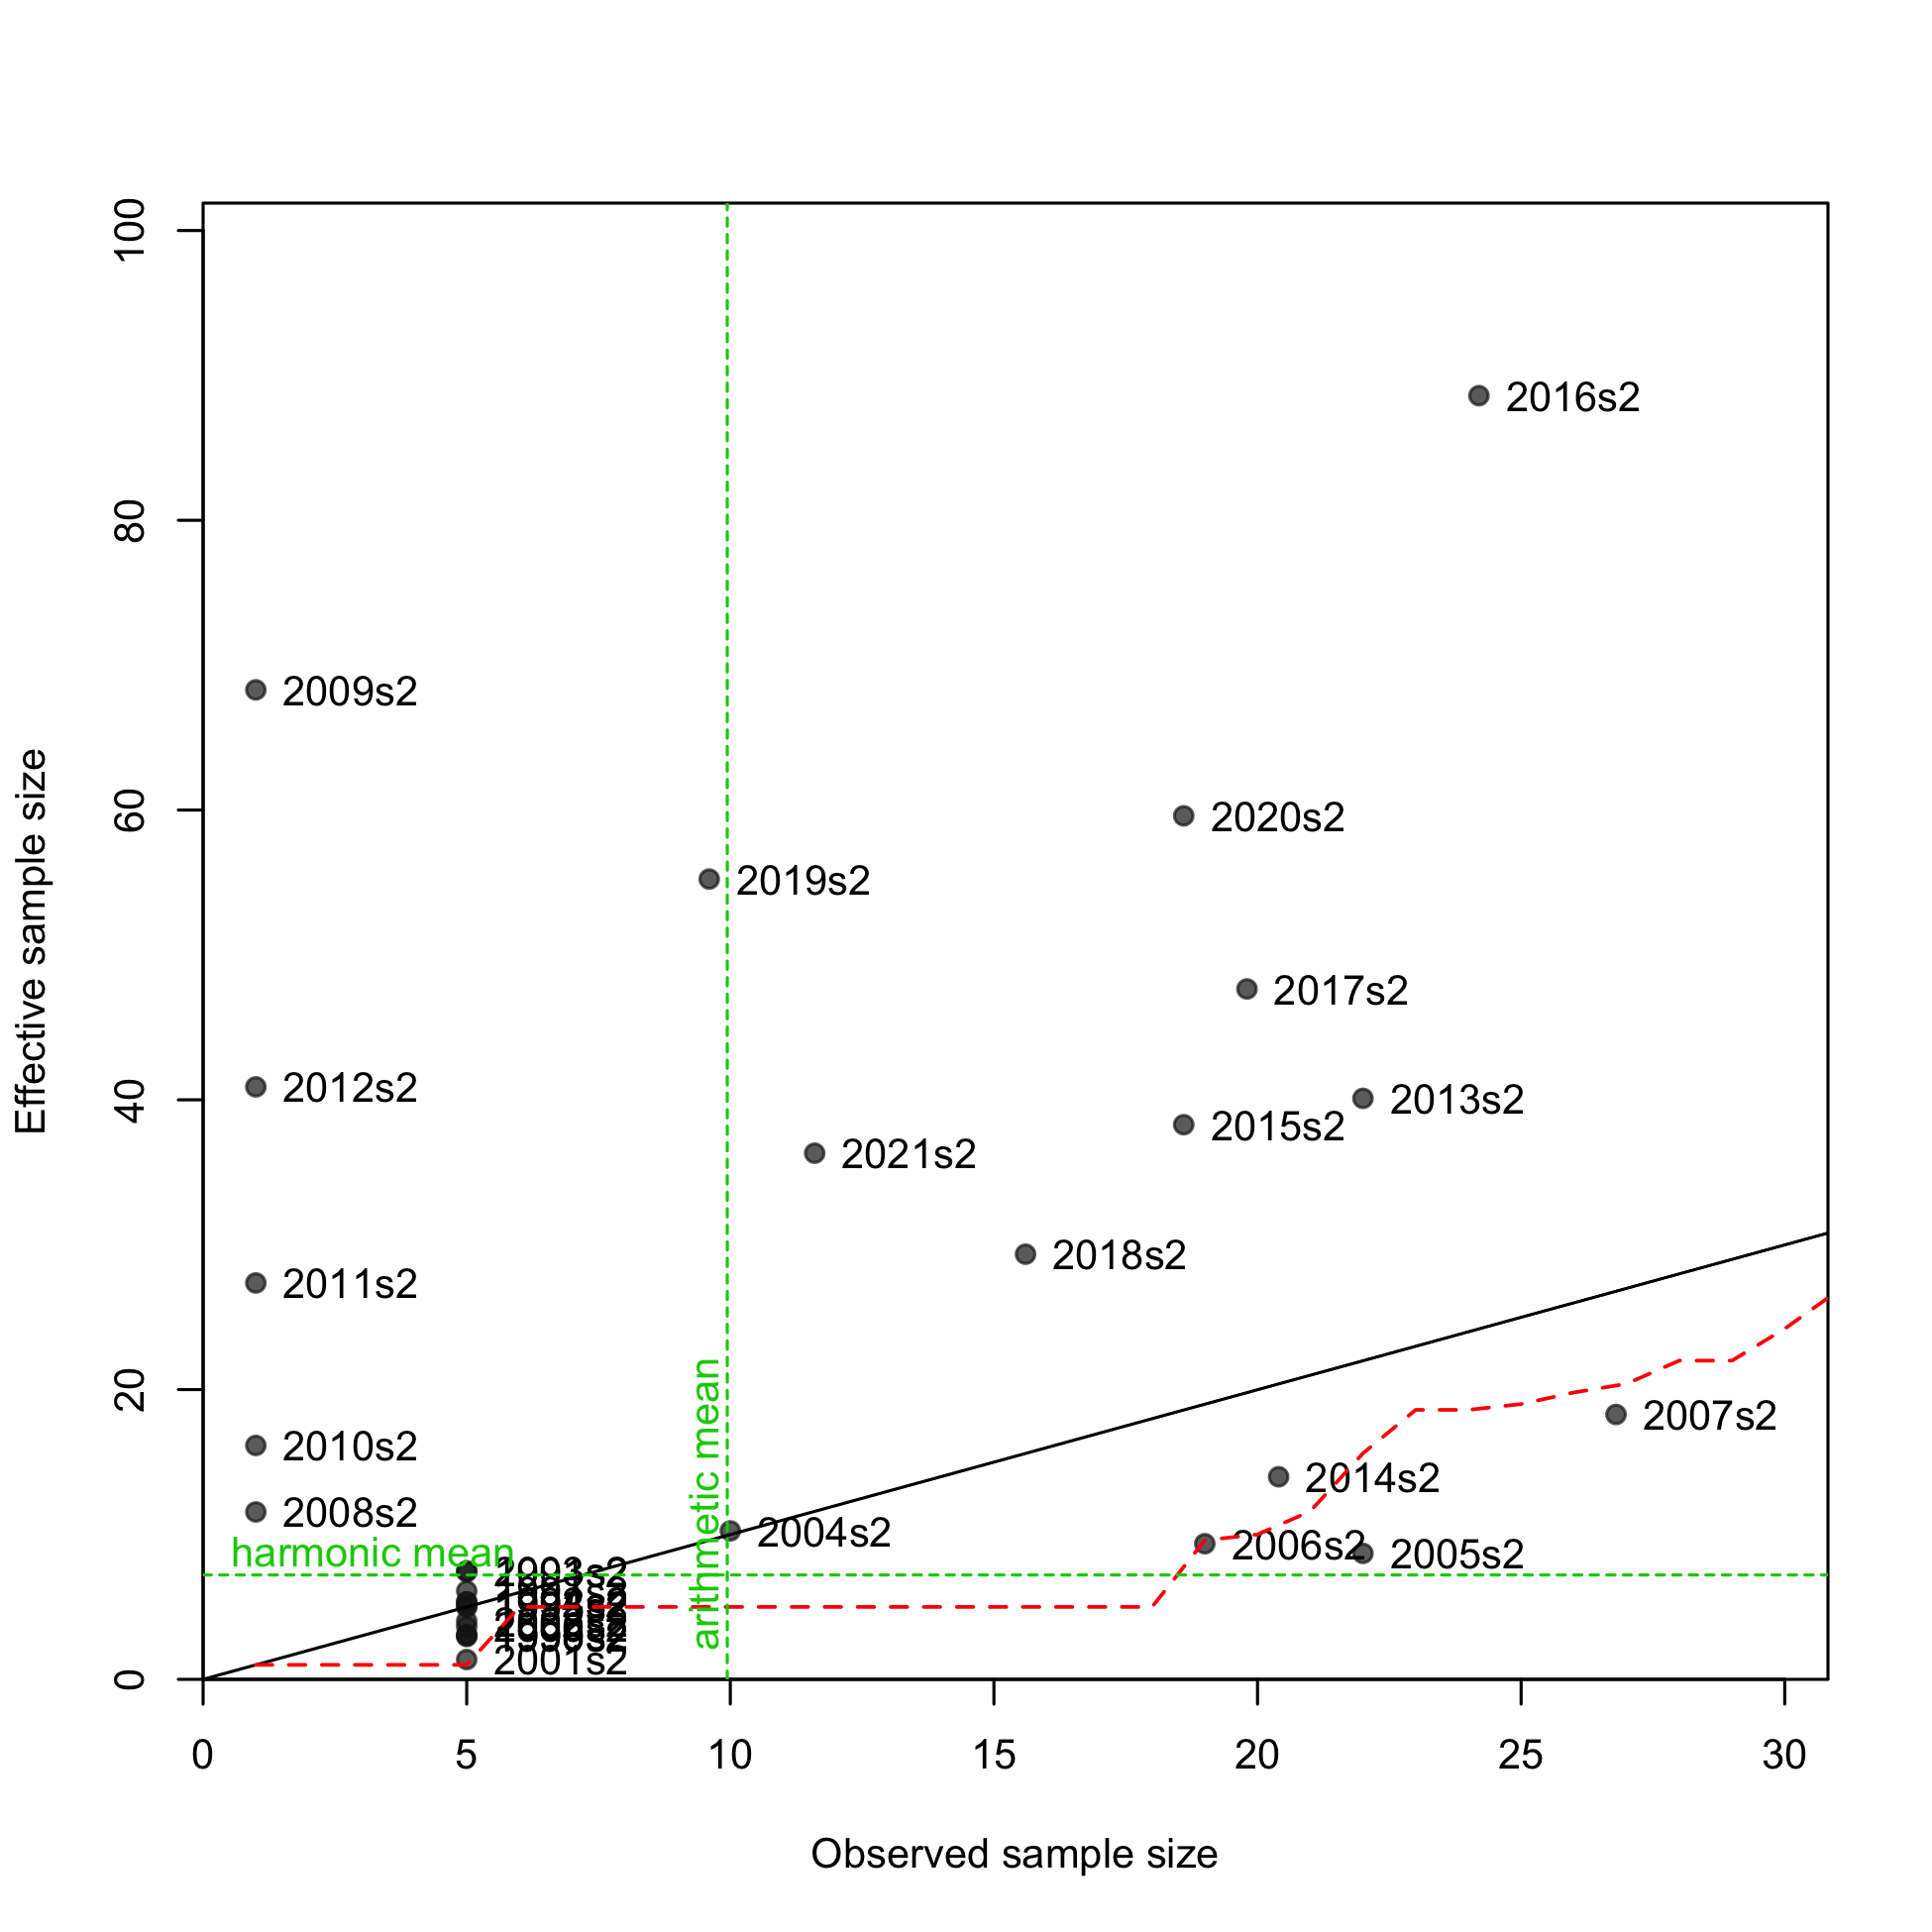 100
80
60
40
20
0
Effective sample size
2016s2
2009s2
2020s2
2019s2
2017s2
2012s2
2013s2
2015s2
2021s2
2018s2
2011s2
2007s2
2010s2
2014s2
2008s2
2004s2
2006s2
2005s2
harmonic mean
arithmetic mean
2001s2
0 5 10 15 20 25 30
Observed sample size